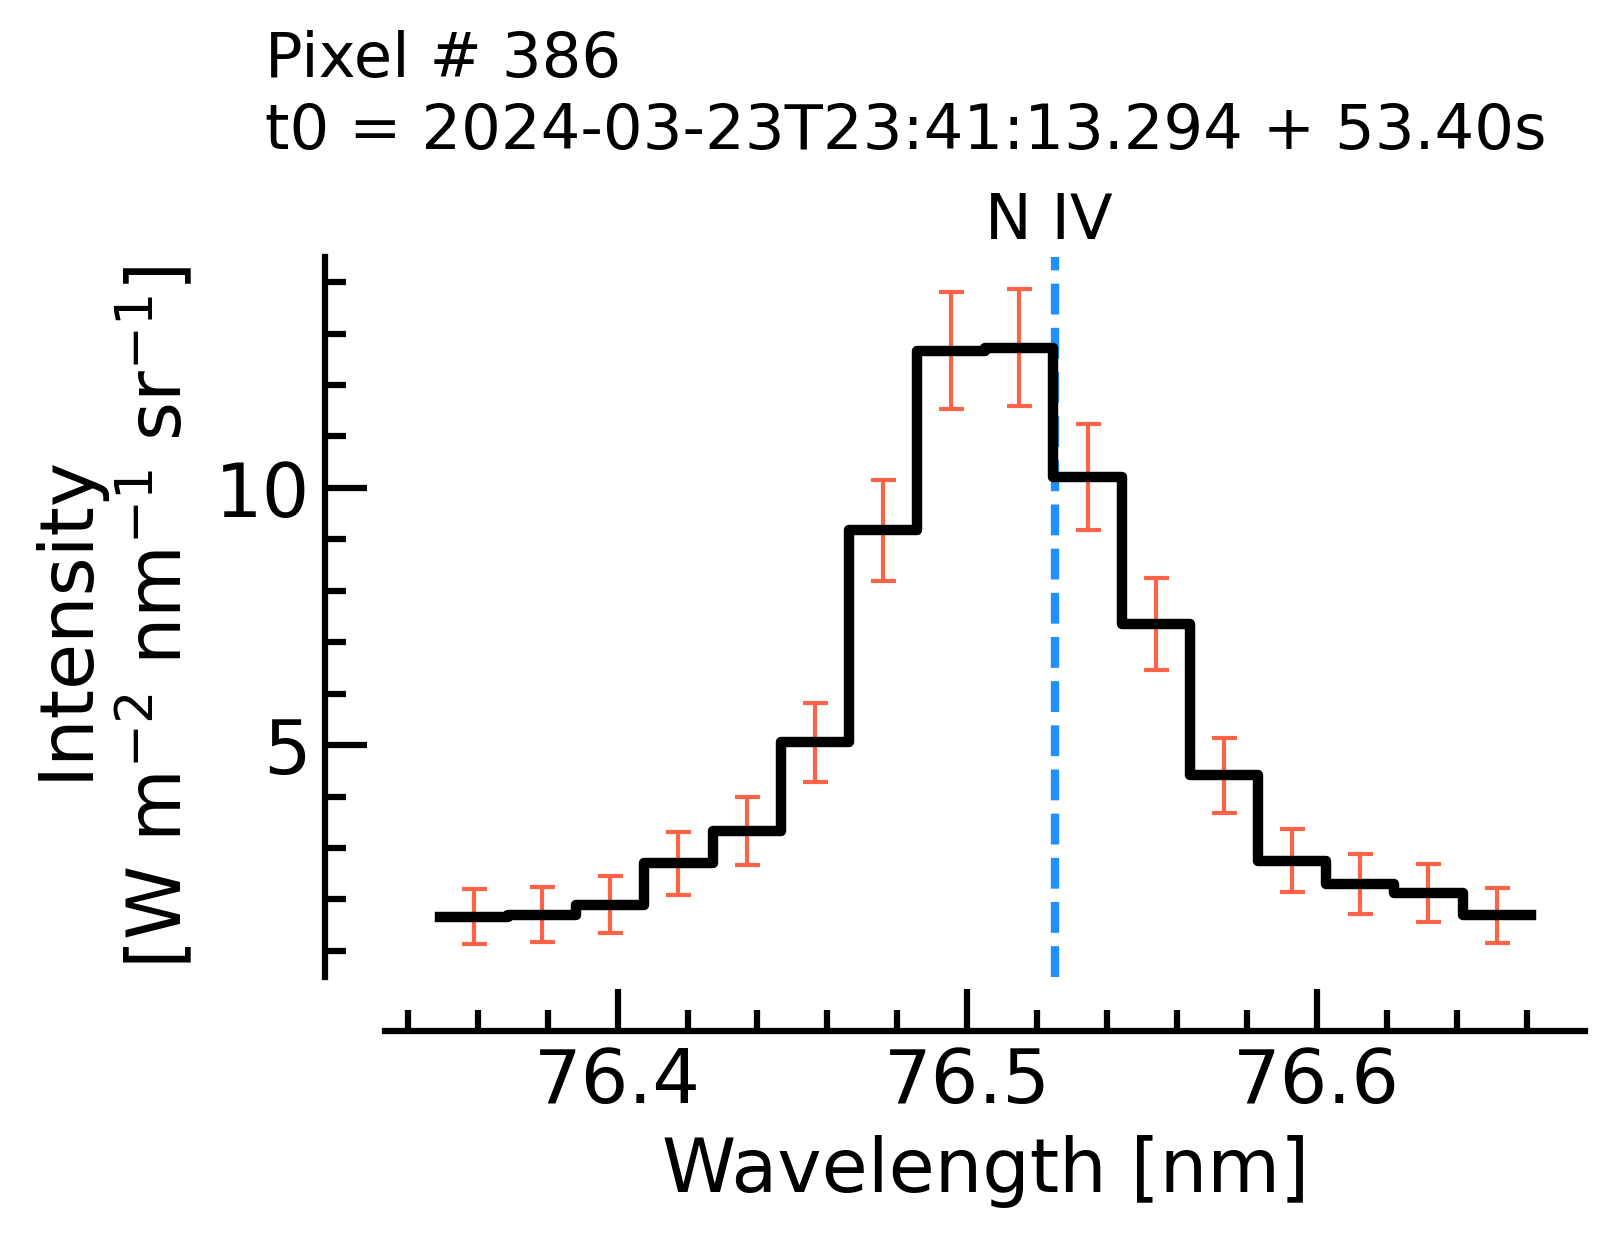 Pixel # 386
t0 = 2024-03-23T23:41:13.294 + 53.40s
N IV
Intensity
[W m⁻² nm⁻¹ sr⁻¹]
10
5
76.4 76.5 76.6
Wavelength [nm]